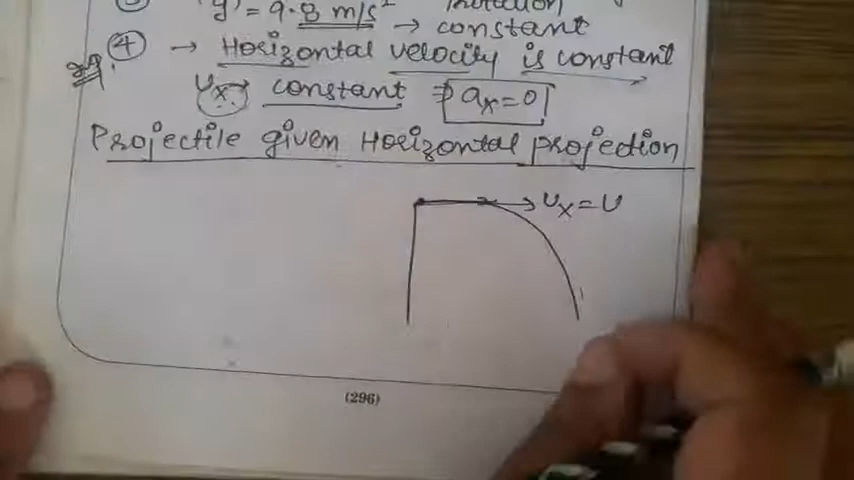 'g' = 9.8 m/s² → constant
④ → Horizontal velocity is constant
Ux → constant ⇒ ax=0
Projectile given Horizontal projection
Ux=U
(296)